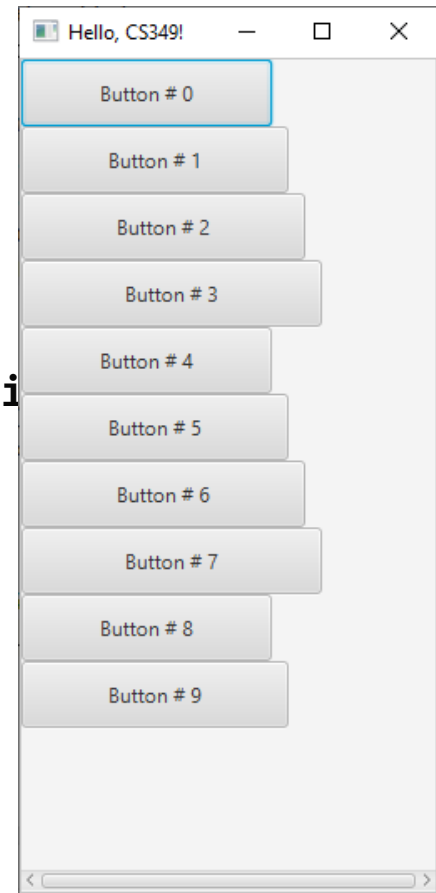 Hello, CS349!
Button # 0
Button # 1
Button # 2
Button # 3
i
Button # 4
Button # 5
Button # 6
Button # 7
Button # 8
Button # 9